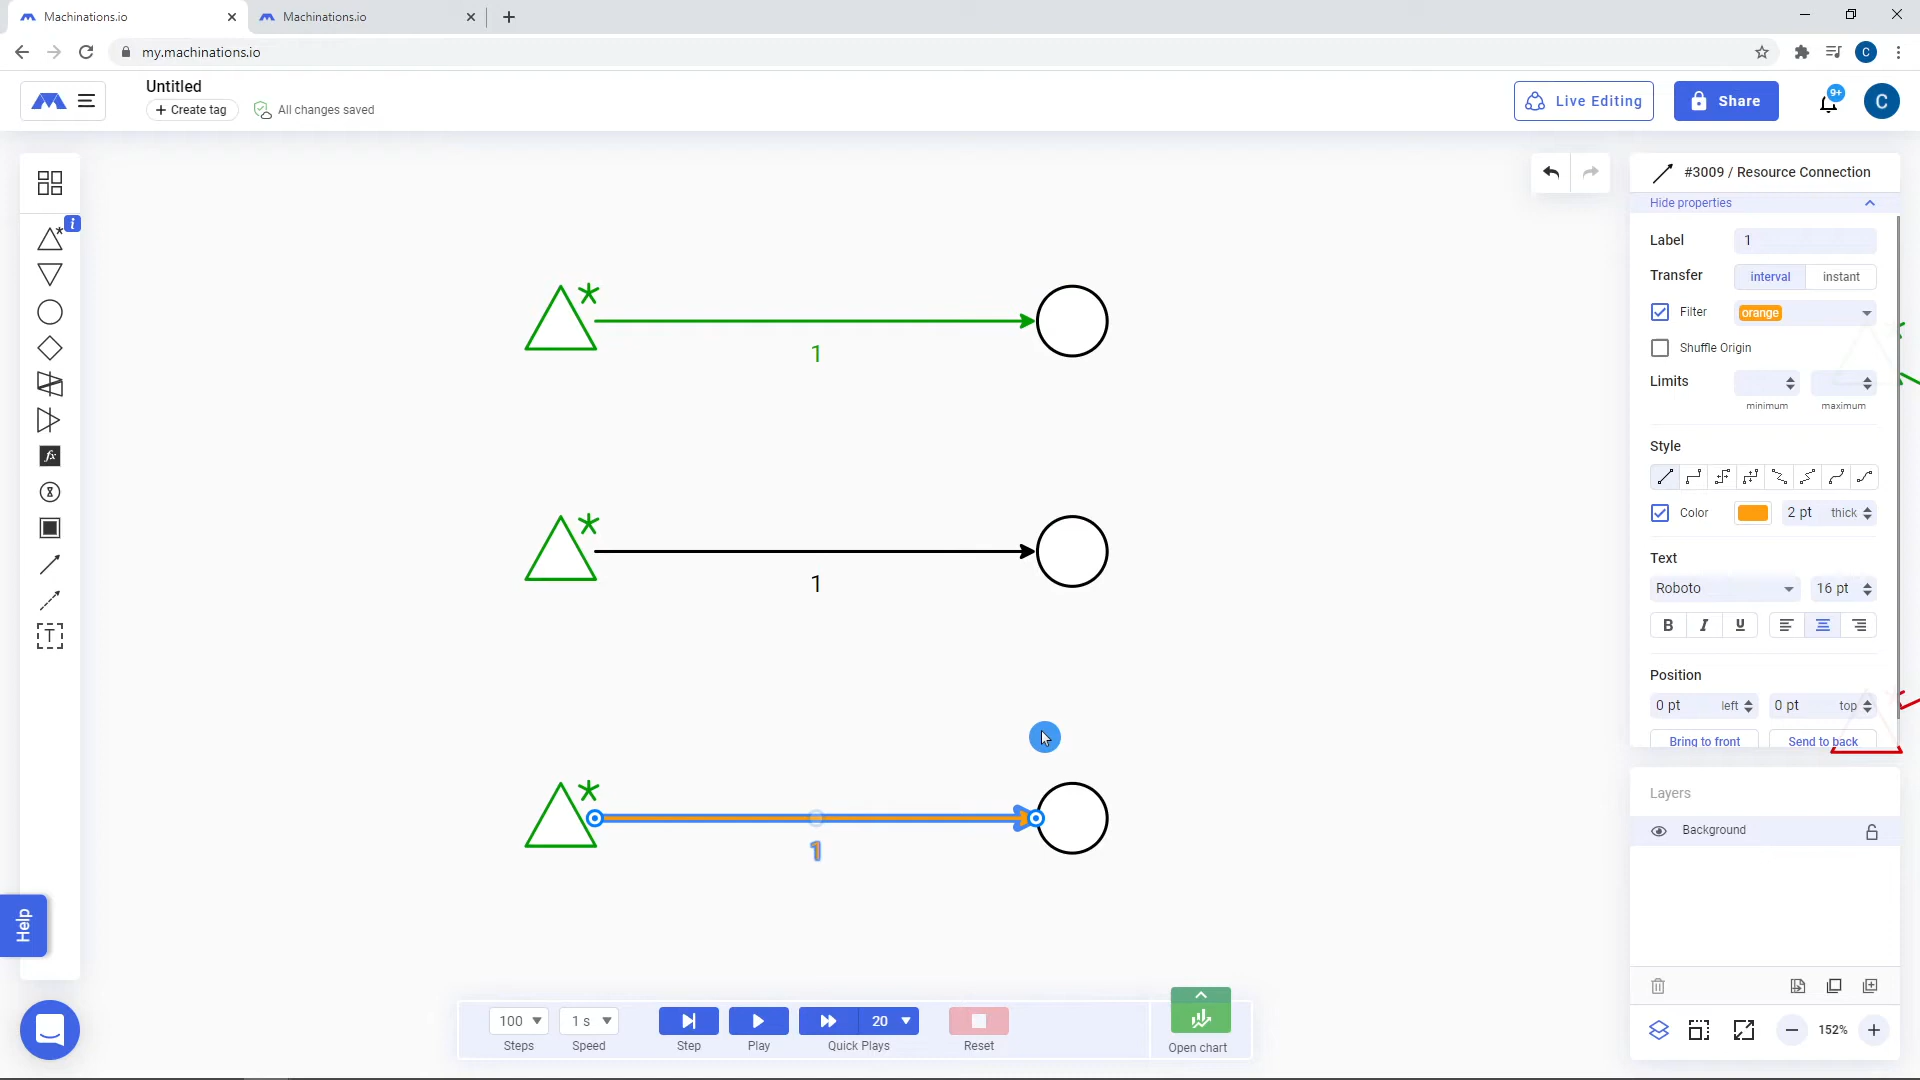 Machinations.io
Machinations.io
my.machinations.io
C
Untitled
+ Create tag
All changes saved
Live Editing
Share
9+
C
i
fx
T
Help
1
1
1
#3009 / Resource Connection
Hide properties
Label 1
Transfer interval instant
Filter orange
Shuffle Origin
Limits
minimum maximum
Style
Color 2 pt thick
Text
Roboto 16 pt
B I U
Position
0 pt left 0 pt top
Bring to front Send to back
Layers
Background
152%
100 1 s 20
Steps Speed Step Play Quick Plays Reset Open chart